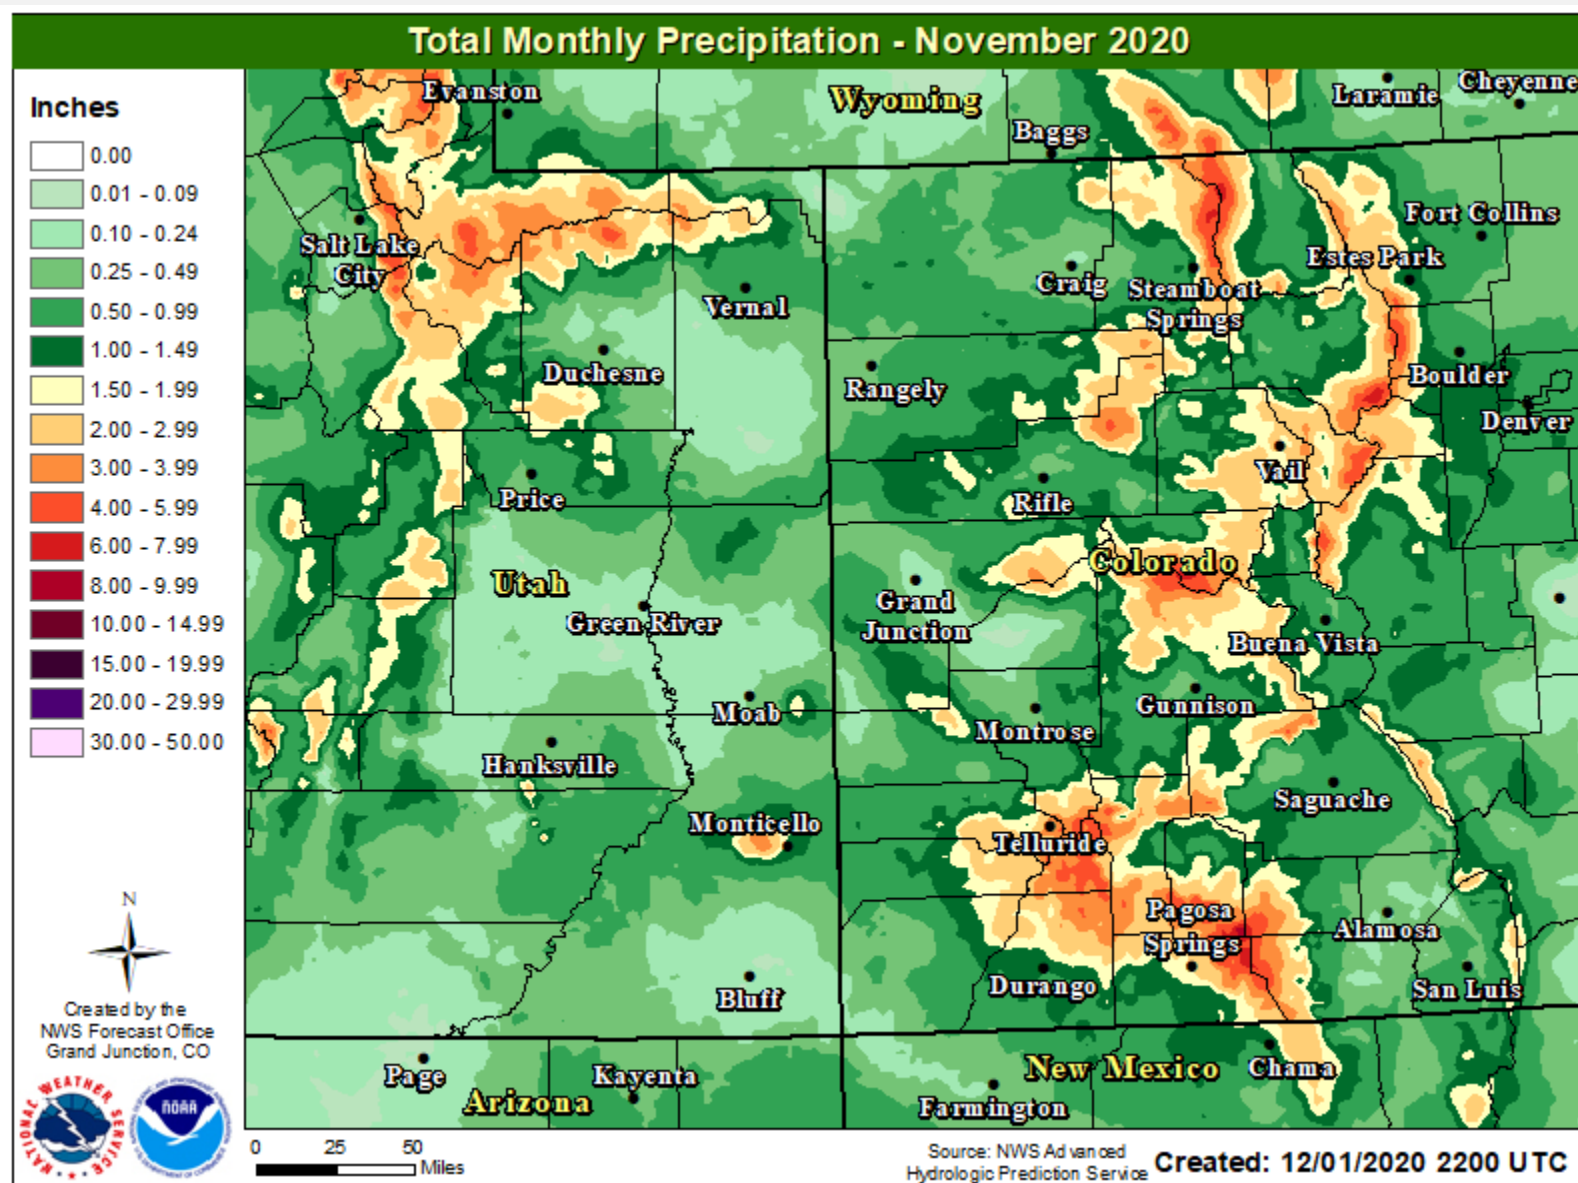 Total Monthly Precipitation - November 2020
Inches
0.00
0.01 - 0.09
0.10 - 0.24
0.25 - 0.49
0.50 - 0.99
1.00 - 1.49
1.50 - 1.99
2.00 - 2.99
3.00 - 3.99
4.00 - 5.99
6.00 - 7.99
8.00 - 9.99
10.00 - 14.99
15.00 - 19.99
20.00 - 29.99
30.00 - 50.00
N
Created by the
NWS Forecast Office
Grand Junction, CO
NATIONAL WEATHER SERVICE
NOAA
Evanston
Wyoming
Baggs
Laramie
Cheyenne
Salt Lake
City
Vernal
Duchesne
Craig
Steamboat
Springs
Fort Collins
Estes Park
Rangely
Boulder
Denver
Price
Rifle
Vail
Utah
Colorado
Green River
Grand
Junction
Buena Vista
Moab
Gunnison
Montrose
Hanksville
Saguache
Monticello
Telluride
Pagosa
Springs
Alamosa
Bluff
Durango
San Luis
Page
Kayenta
Arizona
New Mexico
Chama
Farmington
0 25 50
Miles
Source: NWS Advanced
Hydrologic Prediction Service
Created: 12/01/2020 2200 UTC